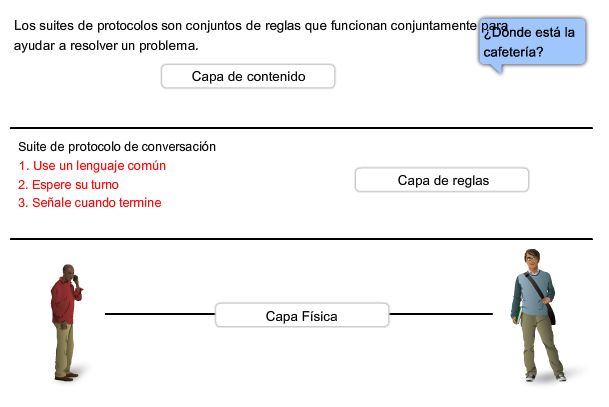 Los suites de protocolos son conjuntos de reglas que funcionan conjuntamente para
ayudar a resolver un problema.
¿Dónde está la
cafetería?
Capa de contenido
Suite de protocolo de conversación
1. Use un lenguaje común
2. Espere su turno
3. Señale cuando termine
Capa de reglas
Capa Física